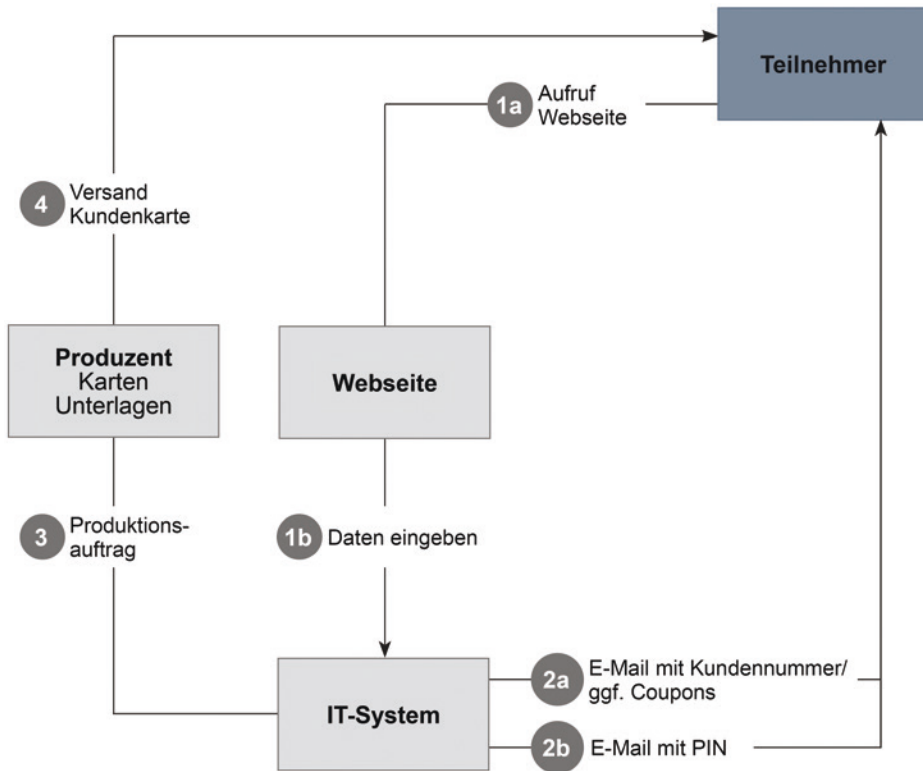 Teilnehmer
1a
Aufruf
Webseite
4
Versand
Kundenkarte
Produzent
Karten
Unterlagen
Webseite
3
Produktions-
auftrag
1b
Daten eingeben
IT-System
2a
E-Mail mit Kundennummer/
ggf. Coupons
2b
E-Mail mit PIN